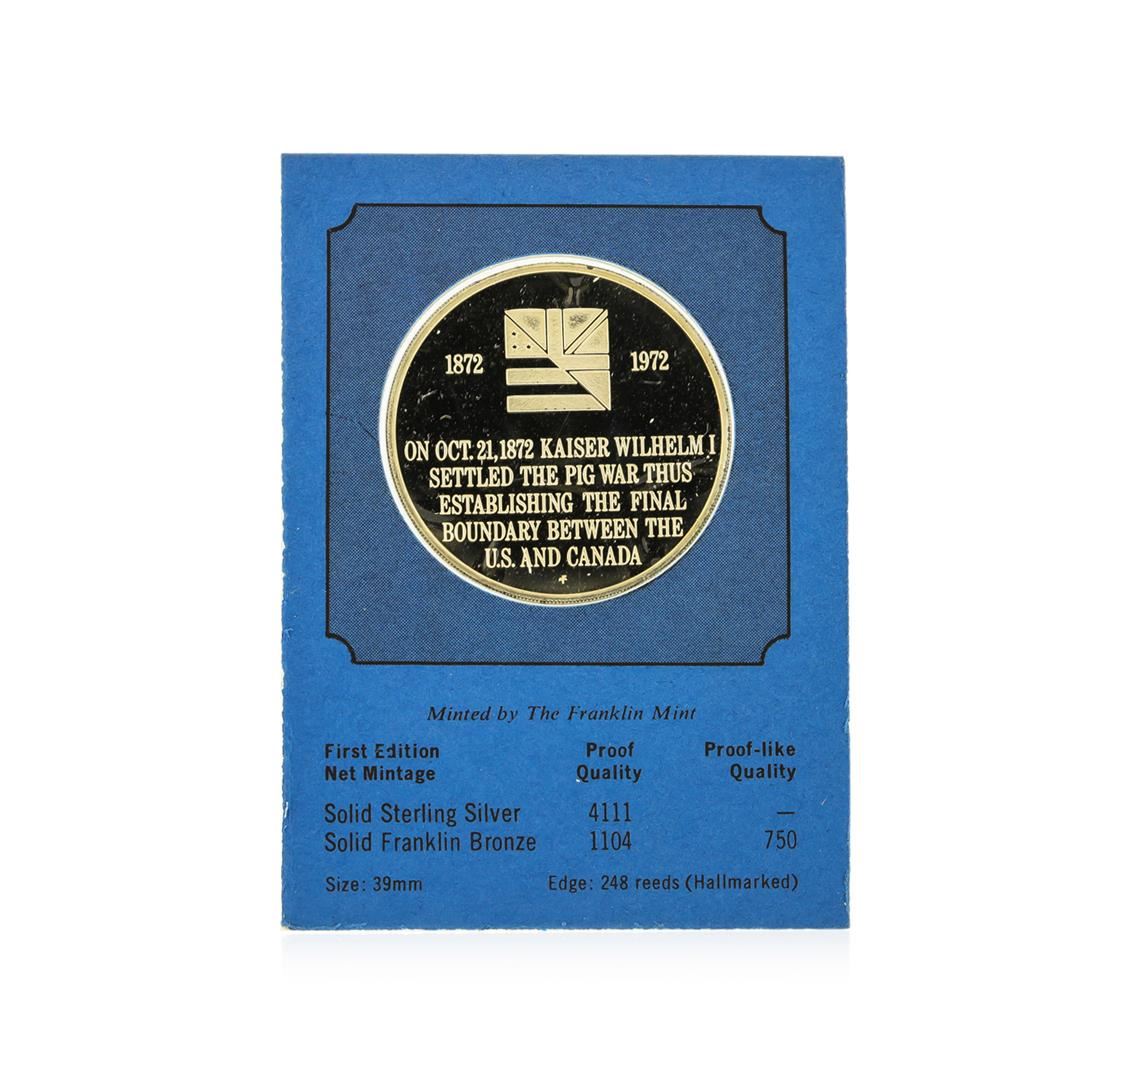 1872 1972
ON OCT. 21, 1872 KAISER WILHELM I
SETTLED THE PIG WAR THUS
ESTABLISHING THE FINAL
BOUNDARY BETWEEN THE
U.S. AND CANADA
Minted by The Franklin Mint
First Edition Proof Proof-like
Net Mintage Quality Quality
Solid Sterling Silver 4111 —
Solid Franklin Bronze 1104 750
Size: 39mm Edge: 248 reeds (Hallmarked)